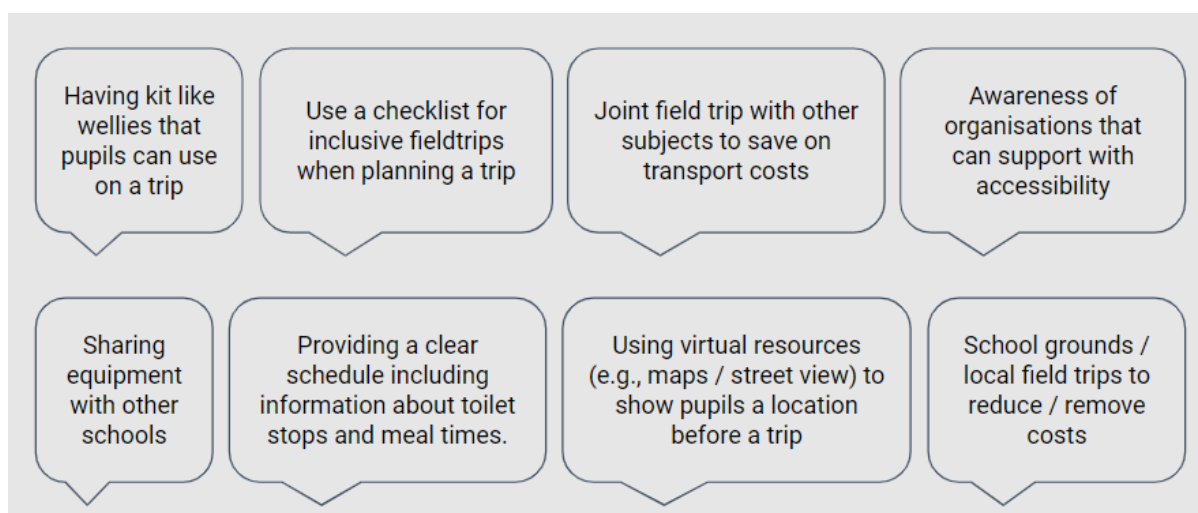 Having kit like
wellies that
pupils can use
on a trip
Use a checklist for
inclusive fieldtrips
when planning a trip
Joint field trip with other
subjects to save on
transport costs
Awareness of
organisations that
can support with
accessibility
Sharing
equipment
with other
schools
Providing a clear
schedule including
information about toilet
stops and meal times.
Using virtual resources
(e.g., maps / street view) to
show pupils a location
before a trip
School grounds /
local field trips to
reduce / remove
costs